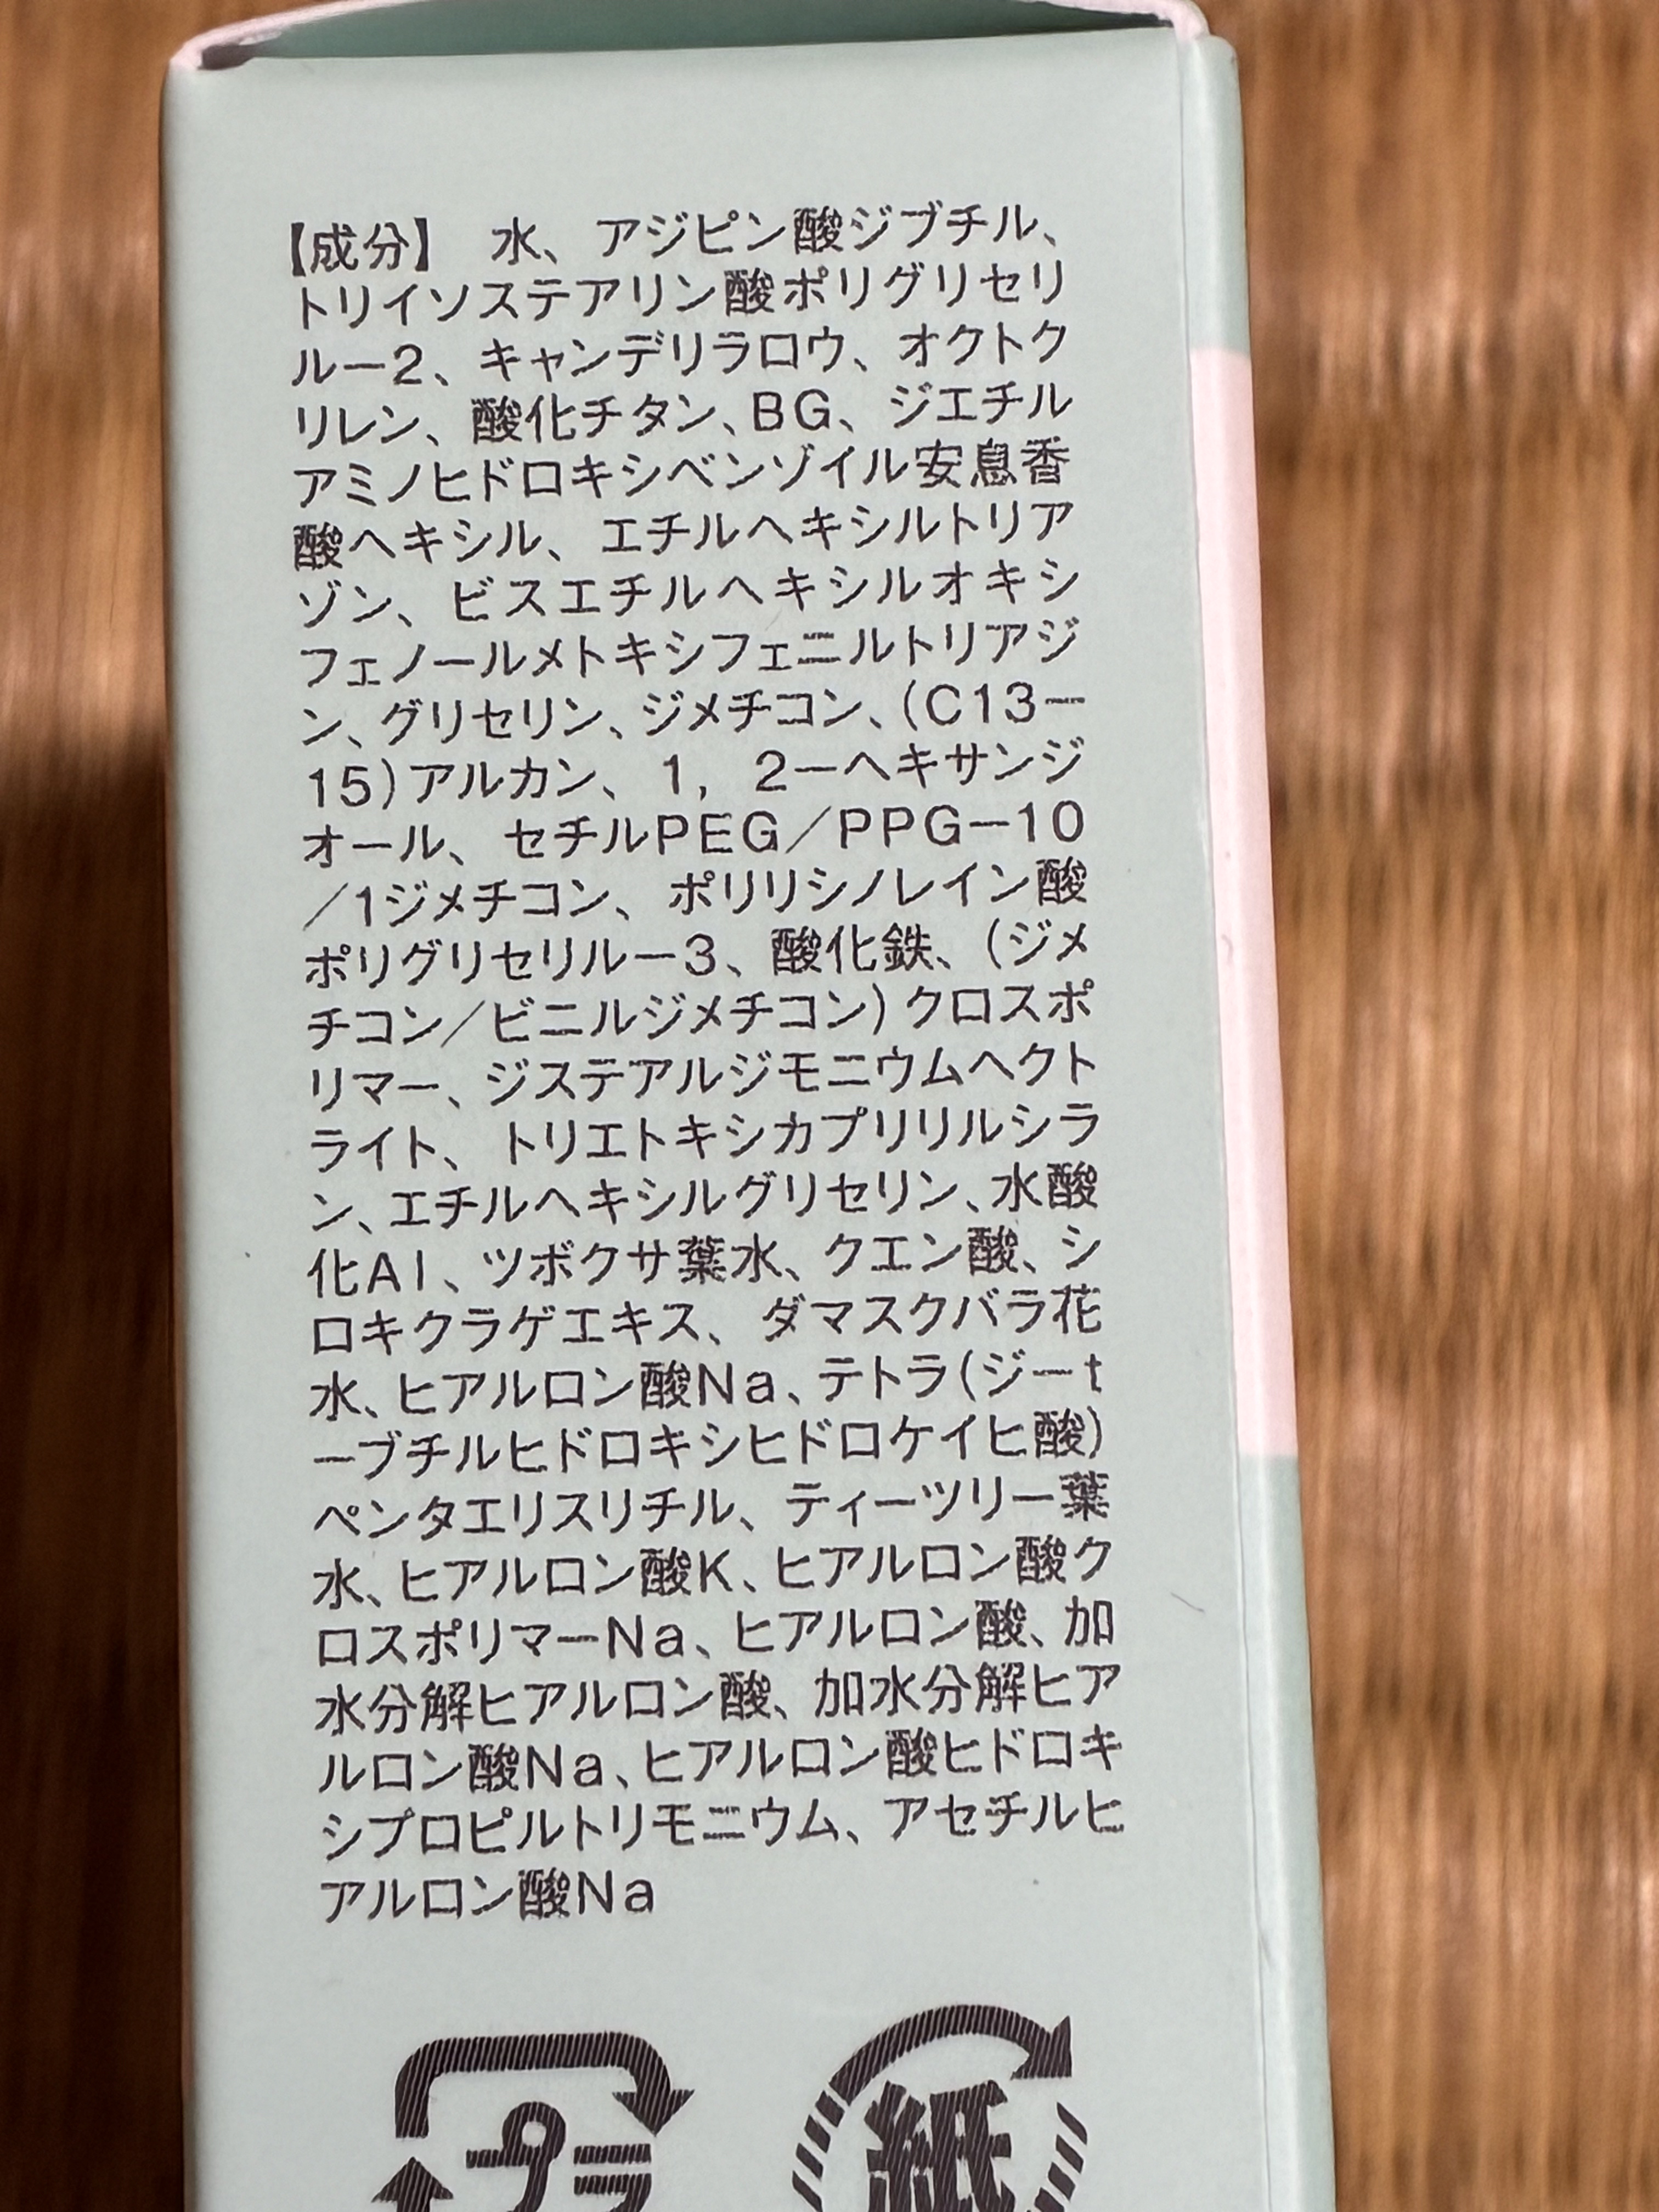 【成分】 水、アジピン酸ジブチル、
トリイソステアリン酸ポリグリセリ
ルー2、キャンデリラロウ、オクトク
リレン、酸化チタン、BG、ジエチル
アミノヒドロキシベンゾイル安息香
酸ヘキシル、エチルヘキシルトリア
ゾン、ビスエチルヘキシルオキシ
フェノールメトキシフェニルトリアジ
ン、グリセリン、ジメチコン、(C13ー
15)アルカン、1, 2ーヘキサンジ
オール、セチルPEG/PPGー10
/1ジメチコン、ポリリシノレイン酸
ポリグリセリルー3、酸化鉄、(ジメ
チコン/ビニルジメチコン)クロスポ
リマー、ジステアルジモニウムヘクト
ライト、トリエトキシカプリリルシラ
ン、エチルヘキシルグリセリン、水酸
化Al、ツボクサ葉水、クエン酸、シ
ロキクラゲエキス、ダマスクバラ花
水、ヒアルロン酸Na、テトラ(ジーt
ーブチルヒドロキシヒドロケイヒ酸)
ペンタエリスリチル、ティーツリー葉
水、ヒアルロン酸K、ヒアルロン酸ク
ロスポリマーNa、ヒアルロン酸、加
水分解ヒアルロン酸、加水分解ヒア
ルロン酸Na、ヒアルロン酸ヒドロキ
シプロピルトリモニウム、アセチルヒ
アルロン酸Na
プラ 紙